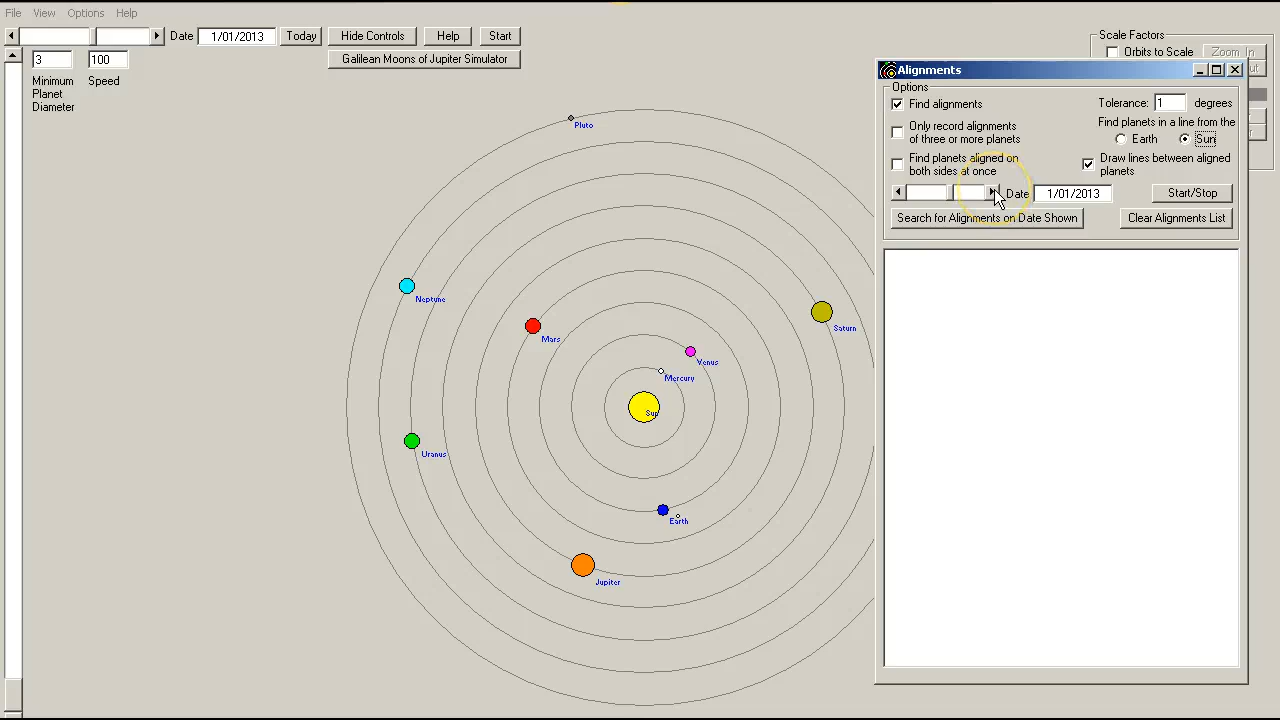 File View Options Help
Date 1/01/2013 Today Hide Controls Help Start
3 100 Galilean Moons of Jupiter Simulator
Minimum
Planet
Diameter
Speed
Scale Factors
Orbits to Scale Zoom In
Alignments
Options
Find alignments
Tolerance: 1 degrees
Only record alignments
of three or more planets
Find planets in a line from the
Earth Sun
Find planets aligned on
both sides at once
Draw lines between aligned
planets
Date 1/01/2013 Start/Stop
Search for Alignments on Date Shown Clear Alignments List
Pluto
Neptune
Mars
Saturn
Venus
Mercury
Sun
Uranus
Earth
Jupiter